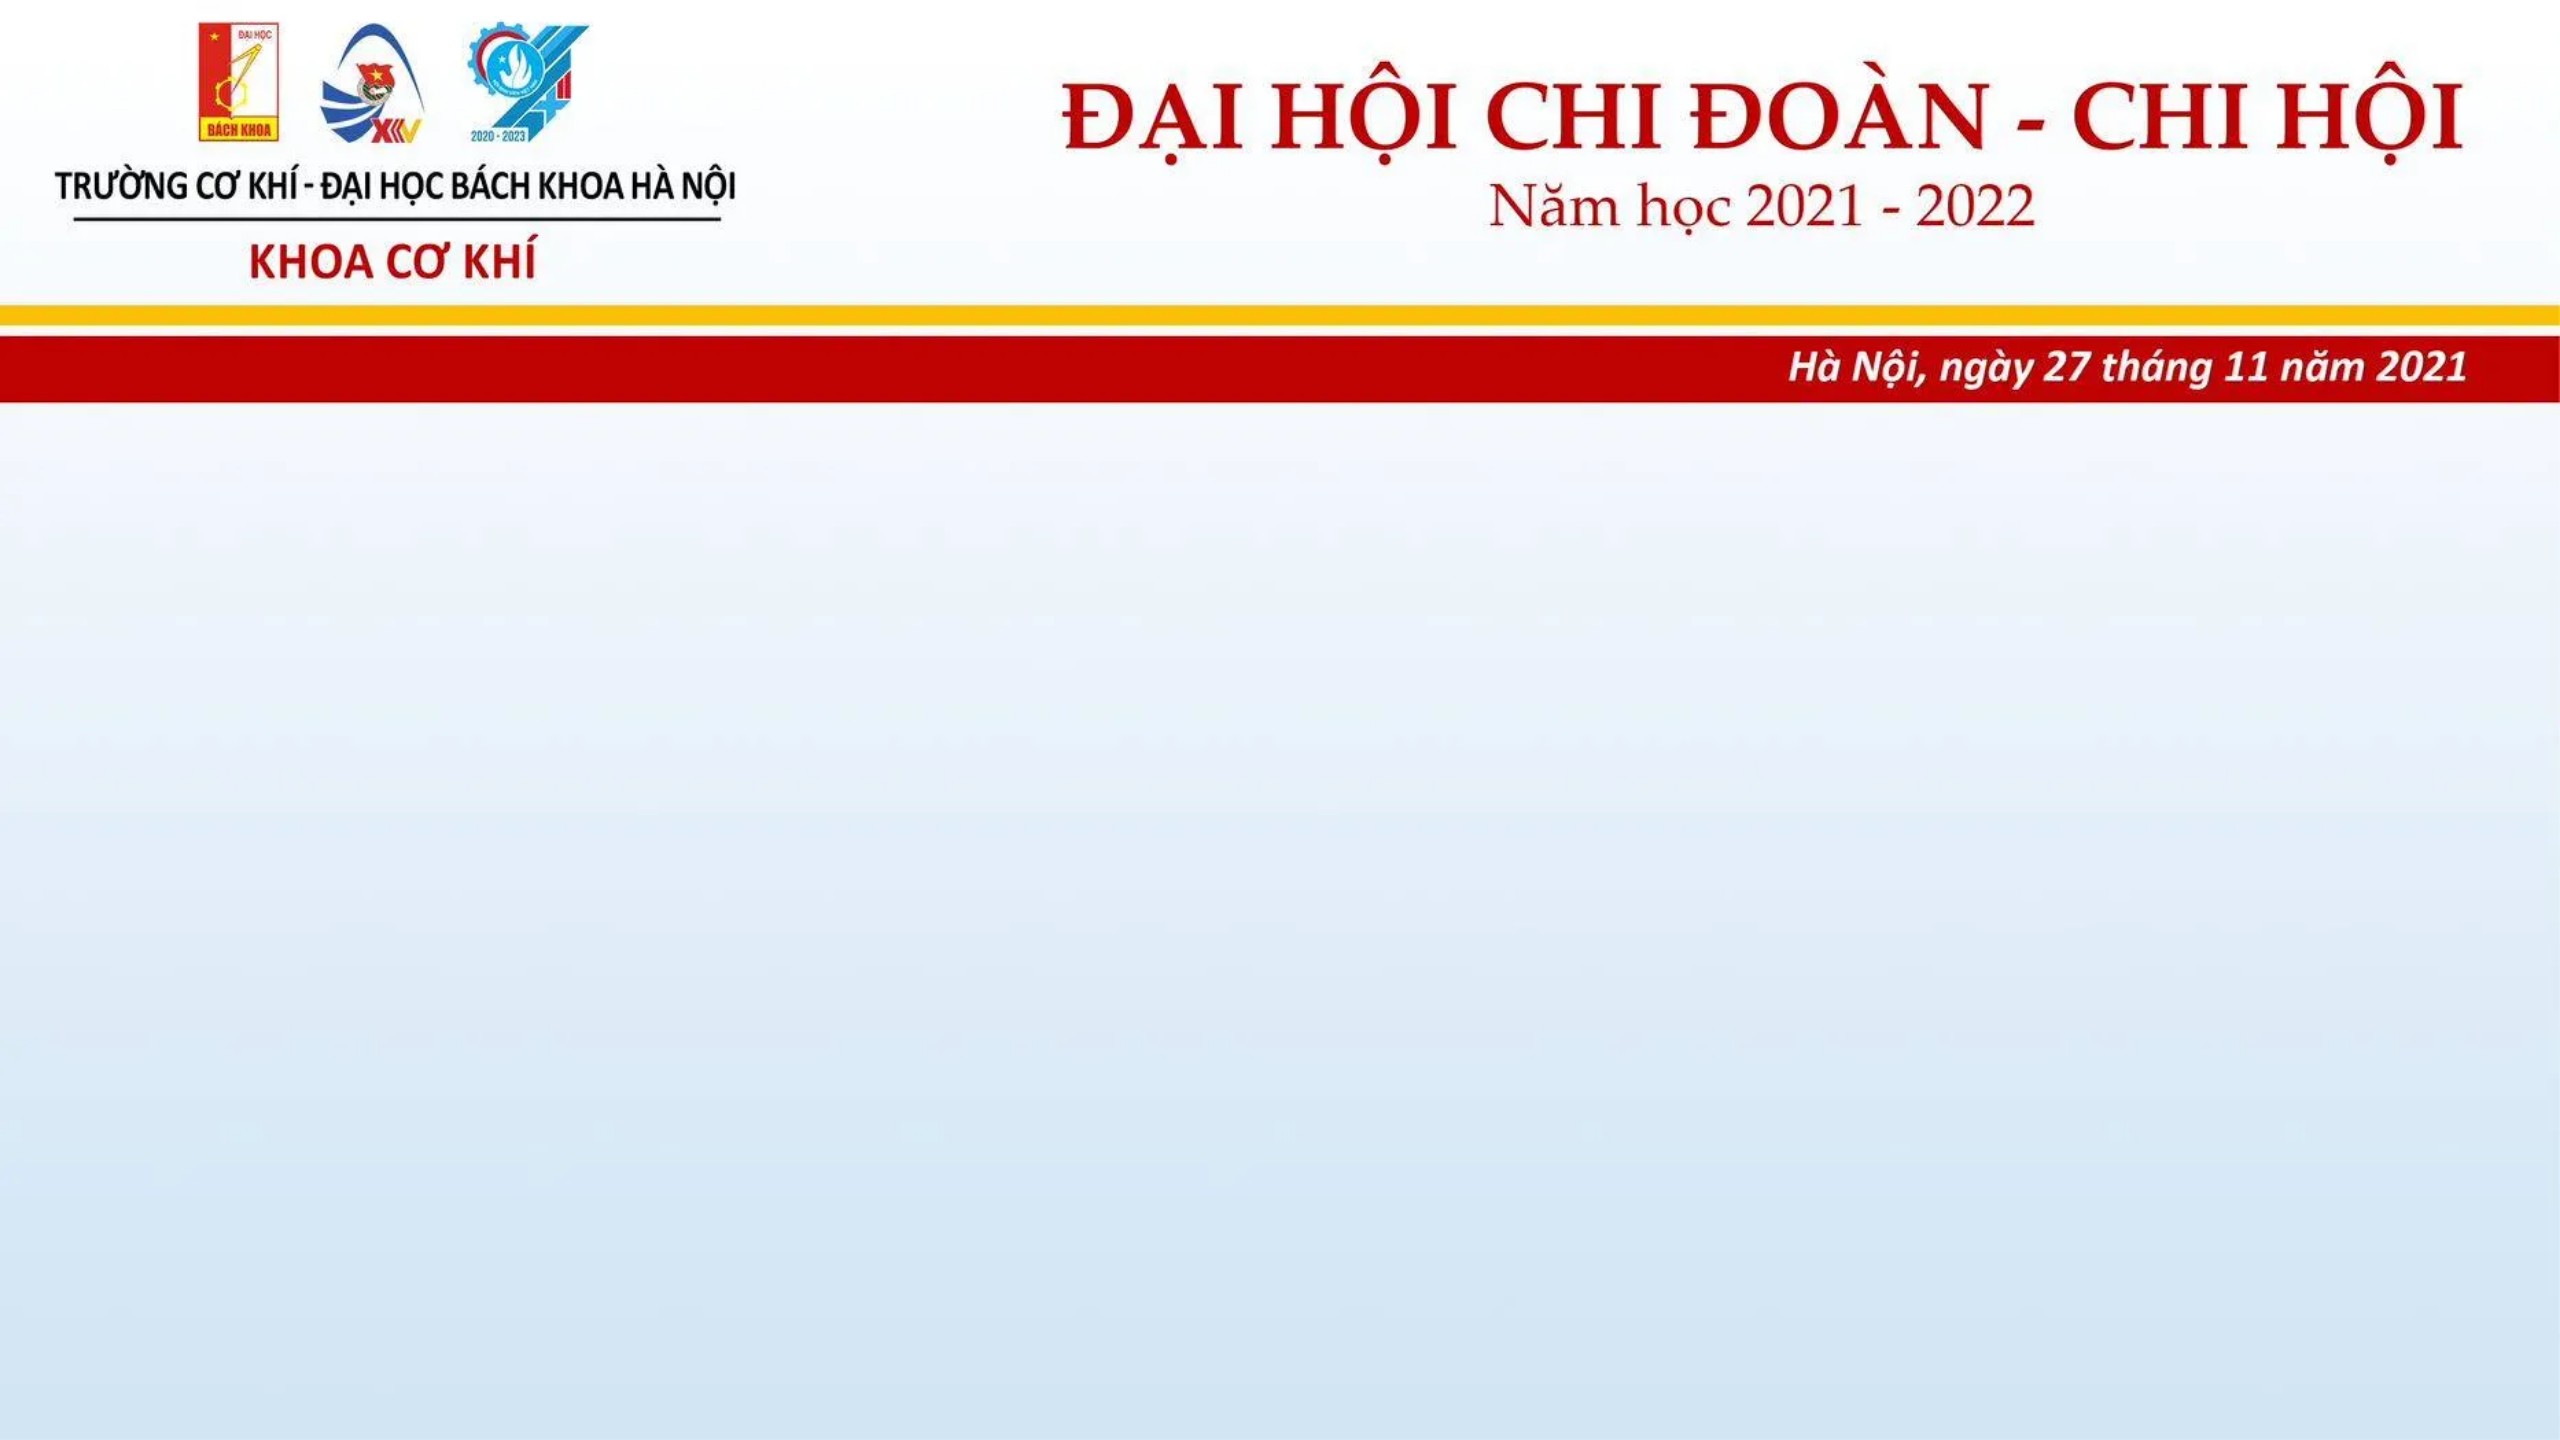 ĐẠI HỌC
BÁCH KHOA
XIV
2020 - 2023
TRƯỜNG CƠ KHÍ - ĐẠI HỌC BÁCH KHOA HÀ NỘI
KHOA CƠ KHÍ
ĐẠI HỘI CHI ĐOÀN - CHI HỘI
Năm học 2021 - 2022
Hà Nội, ngày 27 tháng 11 năm 2021